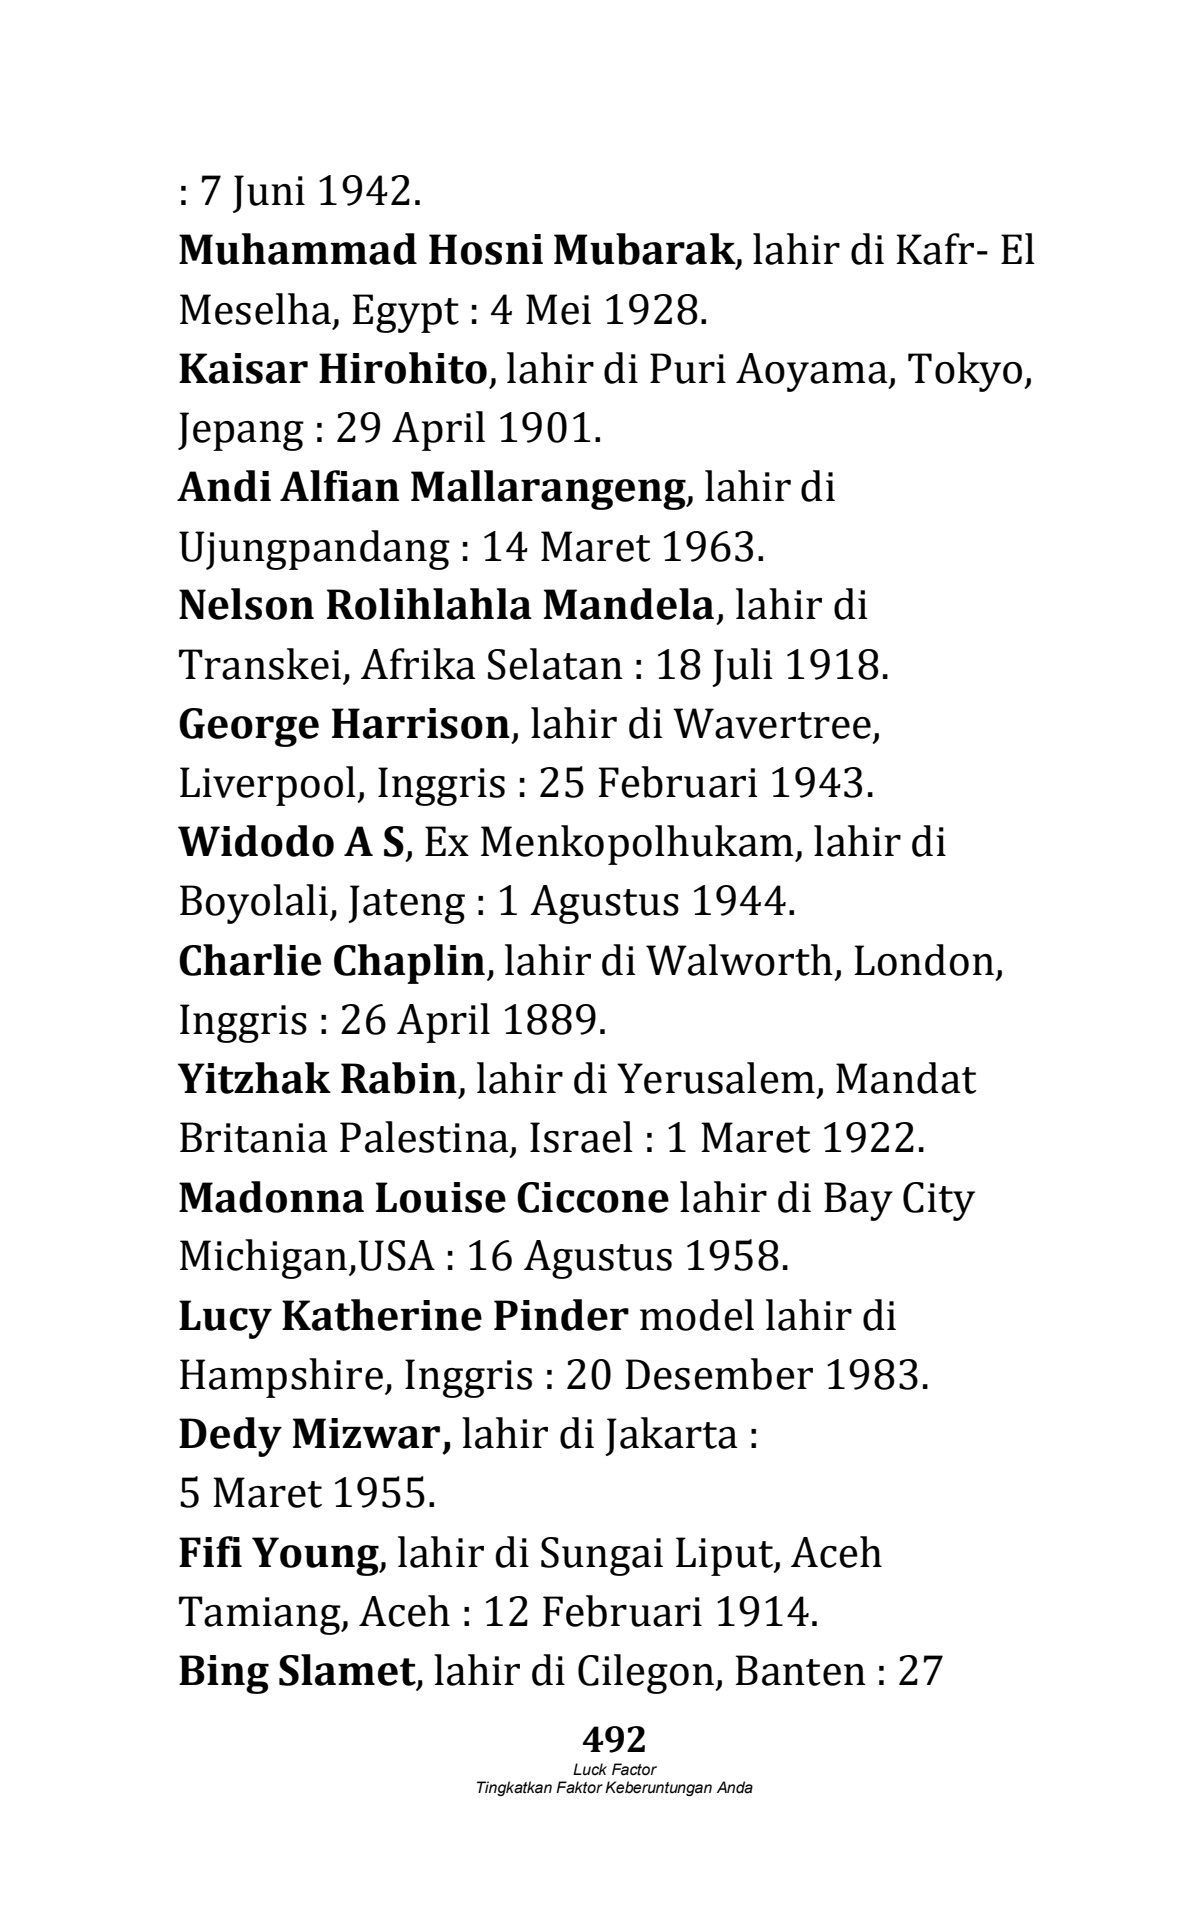 : 7 Juni 1942.
Muhammad Hosni Mubarak, lahir di Kafr- El
Meselha, Egypt : 4 Mei 1928.
Kaisar Hirohito, lahir di Puri Aoyama, Tokyo,
Jepang : 29 April 1901.
Andi Alfian Mallarangeng, lahir di
Ujungpandang : 14 Maret 1963.
Nelson Rolihlahla Mandela, lahir di
Transkei, Afrika Selatan : 18 Juli 1918.
George Harrison, lahir di Wavertree,
Liverpool, Inggris : 25 Februari 1943.
Widodo A S, Ex Menkopolhukam, lahir di
Boyolali, Jateng : 1 Agustus 1944.
Charlie Chaplin, lahir di Walworth, London,
Inggris : 26 April 1889.
Yitzhak Rabin, lahir di Yerusalem, Mandat
Britania Palestina, Israel : 1 Maret 1922.
Madonna Louise Ciccone lahir di Bay City
Michigan,USA : 16 Agustus 1958.
Lucy Katherine Pinder model lahir di
Hampshire, Inggris : 20 Desember 1983.
Dedy Mizwar, lahir di Jakarta :
5 Maret 1955.
Fifi Young, lahir di Sungai Liput, Aceh
Tamiang, Aceh : 12 Februari 1914.
Bing Slamet, lahir di Cilegon, Banten : 27
492
Luck Factor
Tingkatkan Faktor Keberuntungan Anda